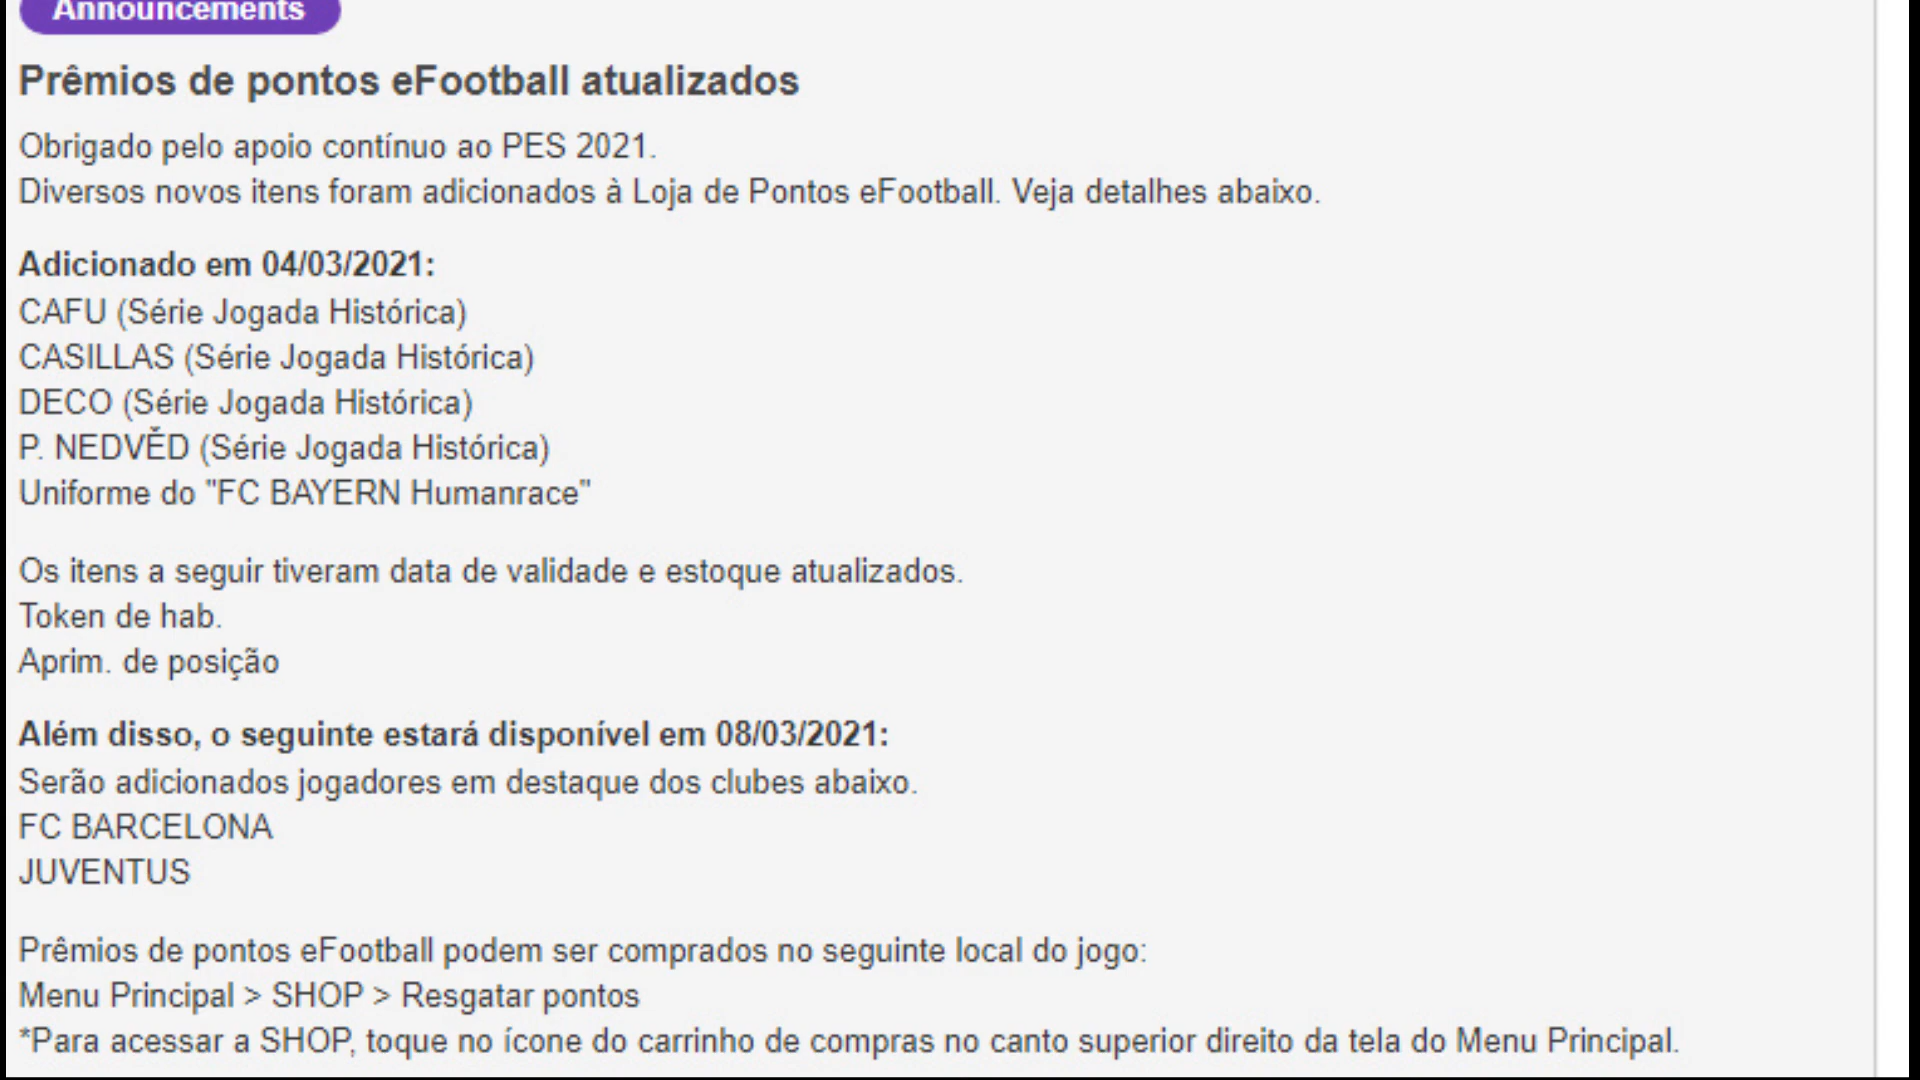 Announcements
Prêmios de pontos eFootball atualizados
Obrigado pelo apoio contínuo ao PES 2021.
Diversos novos itens foram adicionados à Loja de Pontos eFootball. Veja detalhes abaixo.
Adicionado em 04/03/2021:
CAFU (Série Jogada Histórica)
CASILLAS (Série Jogada Histórica)
DECO (Série Jogada Histórica)
P. NEDVĚD (Série Jogada Histórica)
Uniforme do "FC BAYERN Humanrace"
Os itens a seguir tiveram data de validade e estoque atualizados.
Token de hab.
Aprim. de posição
Além disso, o seguinte estará disponível em 08/03/2021:
Serão adicionados jogadores em destaque dos clubes abaixo.
FC BARCELONA
JUVENTUS
Prêmios de pontos eFootball podem ser comprados no seguinte local do jogo:
Menu Principal > SHOP > Resgatar pontos
*Para acessar a SHOP, toque no ícone do carrinho de compras no canto superior direito da tela do Menu Principal.